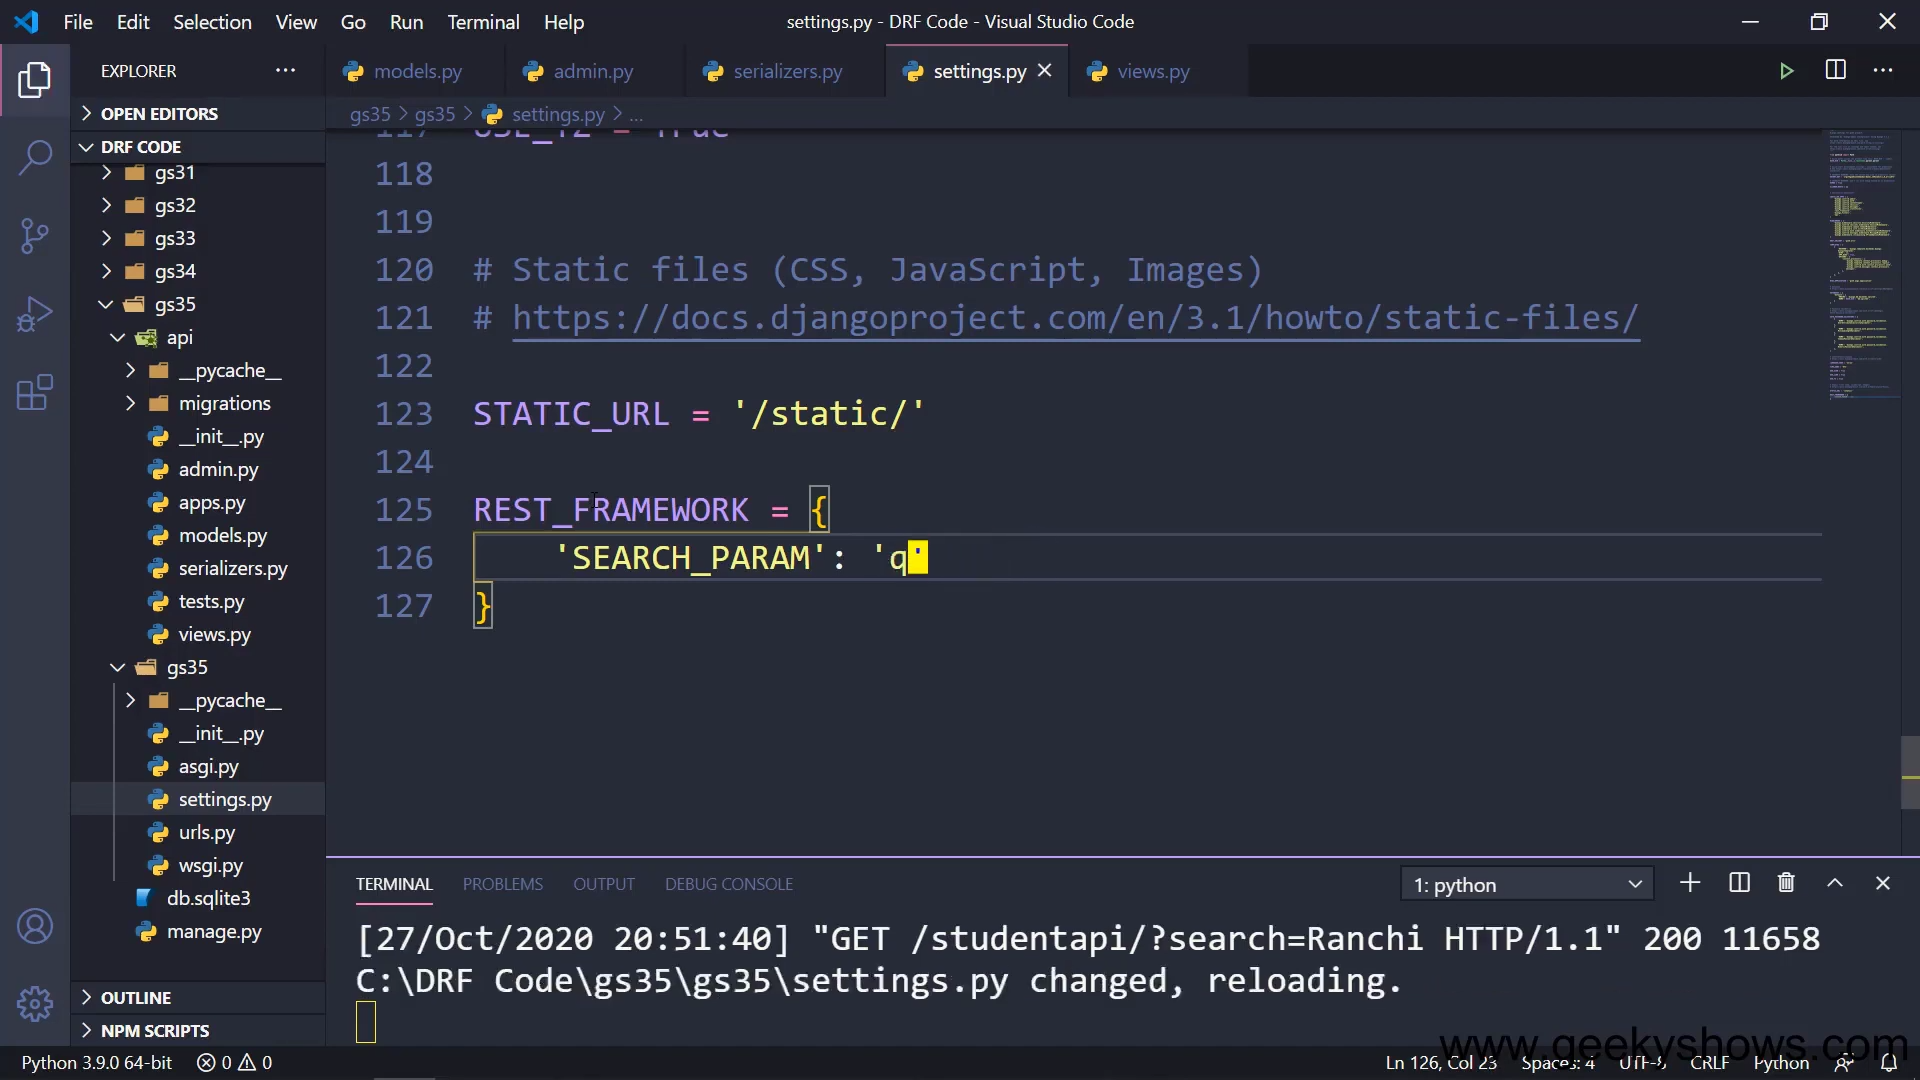 File Edit Selection View Go Run Terminal Help
settings.py - DRF Code - Visual Studio Code
EXPLORER
models.py
admin.py
serializers.py
settings.py
views.py
OPEN EDITORS
gs35 > gs35 > settings.py > ...
DRF CODE
gs31
gs32
gs33
gs34
gs35
api
__pycache__
migrations
__init__.py
admin.py
apps.py
models.py
serializers.py
tests.py
views.py
gs35
__pycache__
__init__.py
asgi.py
settings.py
urls.py
wsgi.py
db.sqlite3
manage.py
OUTLINE
NPM SCRIPTS
117 USE_TZ = True
118
119
120 # Static files (CSS, JavaScript, Images)
121 # https://docs.djangoproject.com/en/3.1/howto/static-files/
122
123 STATIC_URL = '/static/'
124
125 REST_FRAMEWORK = {
126 'SEARCH_PARAM': 'q'
127 }
TERMINAL PROBLEMS OUTPUT DEBUG CONSOLE
1: python
[27/Oct/2020 20:51:40] "GET /studentapi/?search=Ranchi HTTP/1.1" 200 11658
C:\DRF Code\gs35\gs35\settings.py changed, reloading.
www.geekyshows.com
Python 3.9.0 64-bit 0 0
Ln 126, Col 23 Spaces: 4 UTF-8 CRLF Python